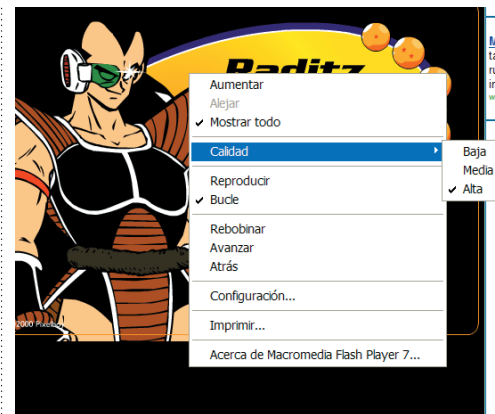 Raditz
Aumentar
Alejar
Mostrar todo
Calidad
Baja
Media
Alta
Reproducir
Bucle
Rebobinar
Avanzar
Atrás
Configuración...
Imprimir...
Acerca de Macromedia Flash Player 7...